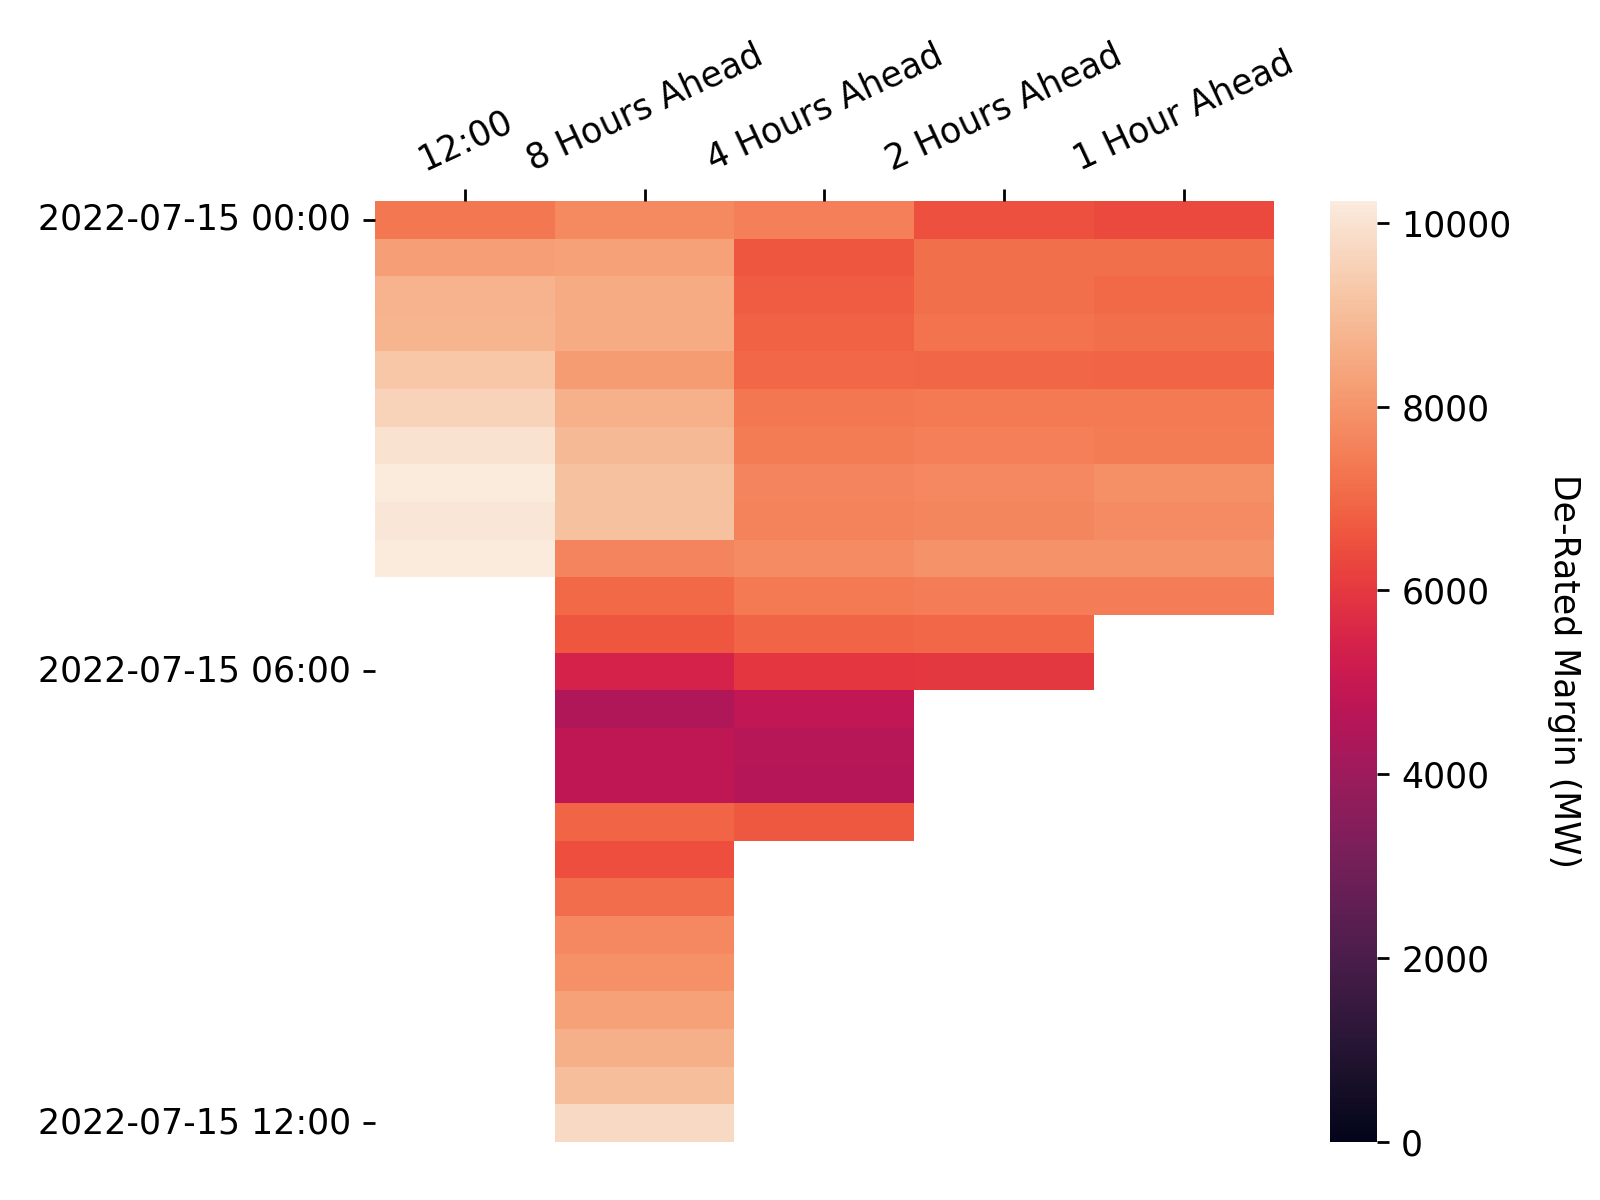 12:00
8 Hours Ahead
4 Hours Ahead
2 Hours Ahead
1 Hour Ahead
2022-07-15 00:00
2022-07-15 06:00
2022-07-15 12:00
10000
8000
6000
4000
2000
0
De-Rated Margin (MW)